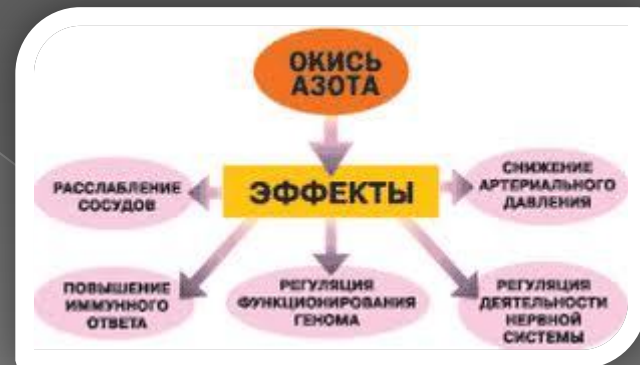 ОКИСЬ
АЗОТА
ЭФФЕКТЫ
РАССЛАБЛЕНИЕ
СОСУДОВ
СНИЖЕНИЕ
АРТЕРИАЛЬНОГО
ДАВЛЕНИЯ
ПОВЫШЕНИЕ
ИММУННОГО
ОТВЕТА
РЕГУЛЯЦИЯ
ФУНКЦИОНИРОВАНИЯ
ГЕНОМА
РЕГУЛЯЦИЯ
ДЕЯТЕЛЬНОСТИ
НЕРВНОЙ
СИСТЕМЫ